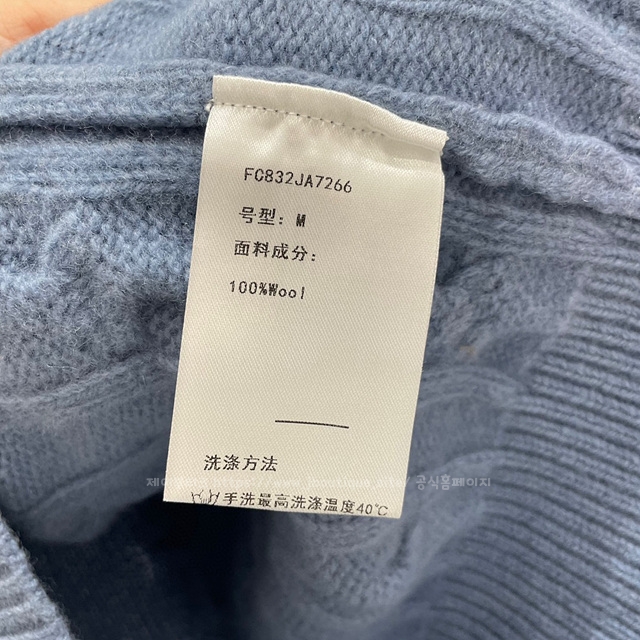 FC832JA7266
号型: M
面料成分:
100%Wool
洗涤方法
공식홈페이지
手洗最高洗涤温度40℃